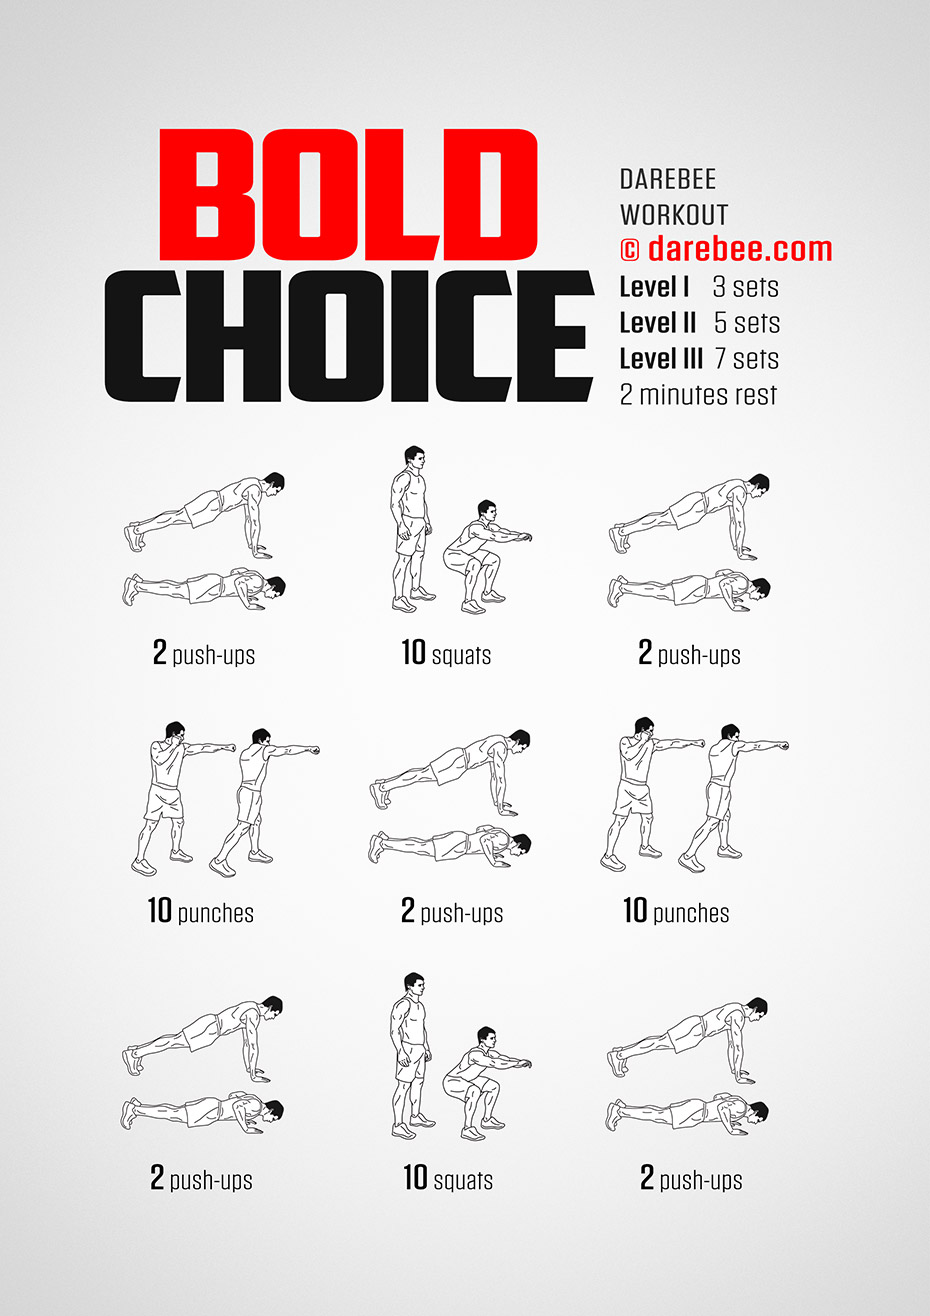 BOLD
CHOICE
DAREBEE
WORKOUT
© darebee.com
Level I 3 sets
Level II 5 sets
Level III 7 sets
2 minutes rest
2 push-ups
10 squats
2 push-ups
10 punches
2 push-ups
10 punches
2 push-ups
10 squats
2 push-ups